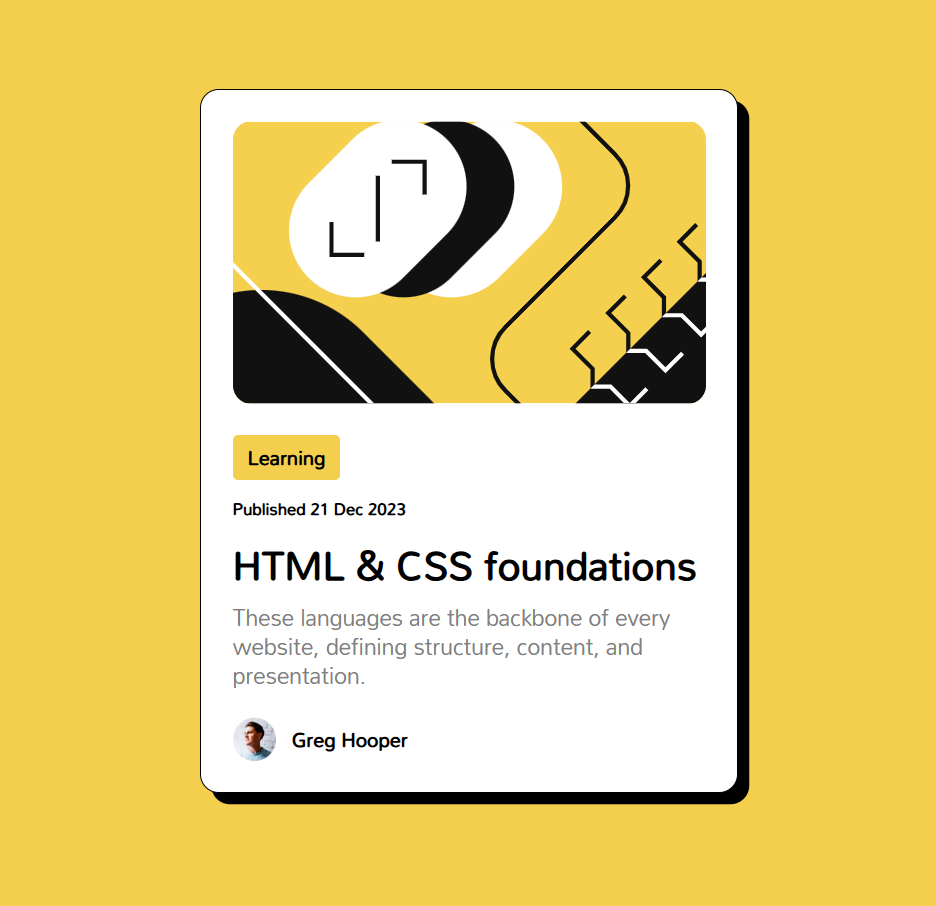 Learning
Published 21 Dec 2023
HTML & CSS foundations
These languages are the backbone of every
website, defining structure, content, and
presentation.
Greg Hooper